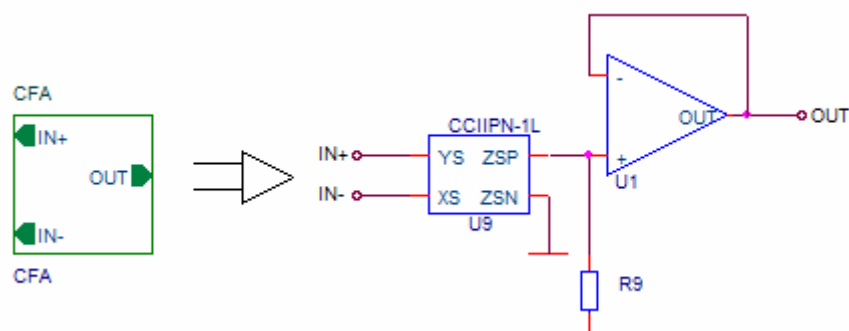 CFA
IN+
OUT
IN-
CFA
IN+
IN-
CCIIPN-1L
YS ZSP
XS ZSN
U9
-
+
OUT
U1
OUT
R9